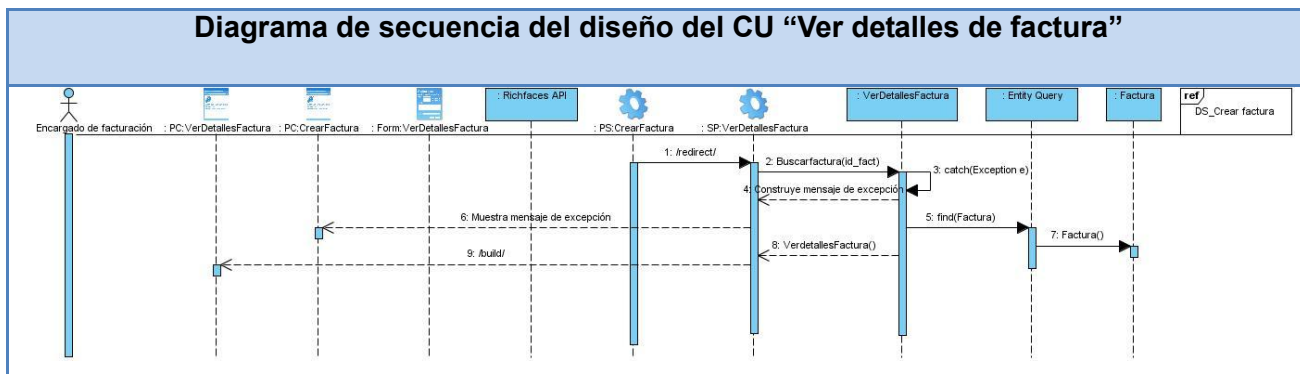 Diagrama de secuencia del diseño del CU “Ver detalles de factura”
: Richfaces API
: VerDetallesFactura
: Entity Query
: Factura
ref
DS_Crear factura
Encargado de facturación
: PC:VerDetallesFactura
: PC:CrearFactura
: Form:VerDetallesFactura
: PS:CrearFactura
: SP:VerDetallesFactura
1: /redirect/
2: Buscarfactura(id_fact)
3: catch(Exception e)
4: Construye mensaje de excepción
6: Muestra mensaje de excepción
5: find(Factura)
7: Factura()
8: VerdetallesFactura()
9: /build/